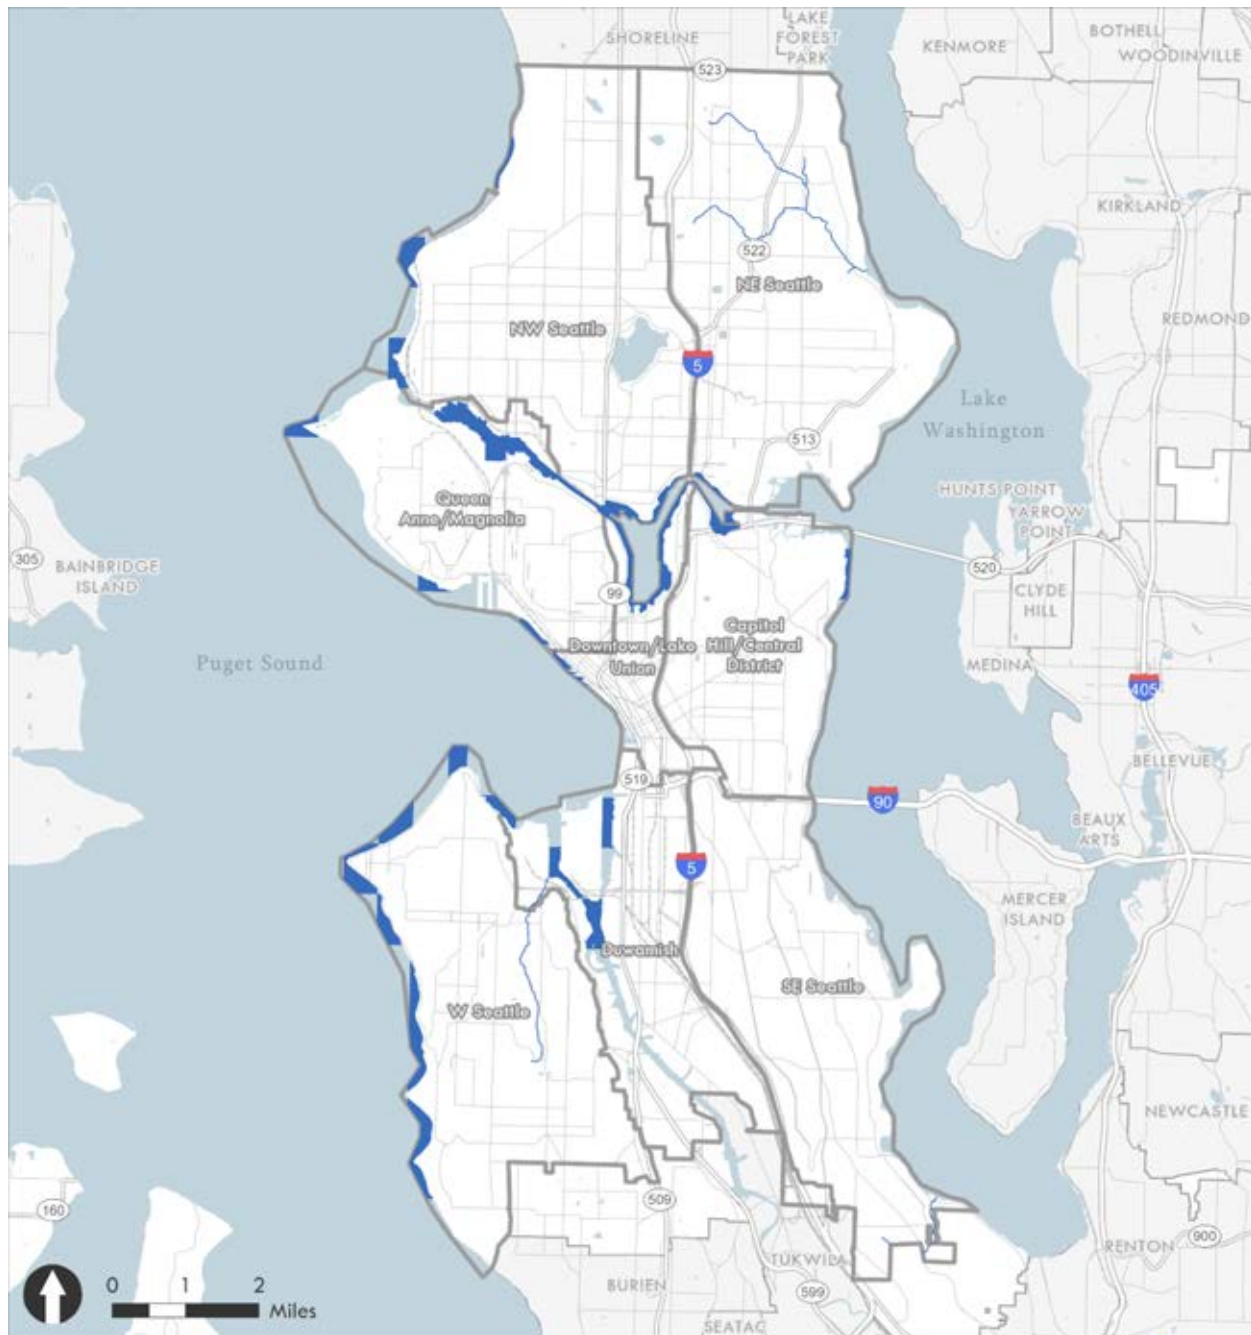 SHORELINE
LAKE
FOREST
PARK
KENMORE
BOTHELL
WOODINVILLE
523
KIRKLAND
522
NE Seattle
REDMOND
NW Seattle
5
Lake
Washington
513
HUNTS POINT
YARROW
POINT
Queen
Anne/Magnolia
305
BAINBRIDGE
ISLAND
520
CLYDE
HILL
99
Capitol
Hill/Central
District
Downtown/Lake
Union
Puget Sound
MEDINA
405
BELLEVUE
519
90
BEAUX
ARTS
5
MERCER
ISLAND
Duwamish
SE Seattle
W Seattle
NEWCASTLE
160
509
TUKWILA
RENTON
900
BURIEN
599
SEATAC
0 1 2
Miles